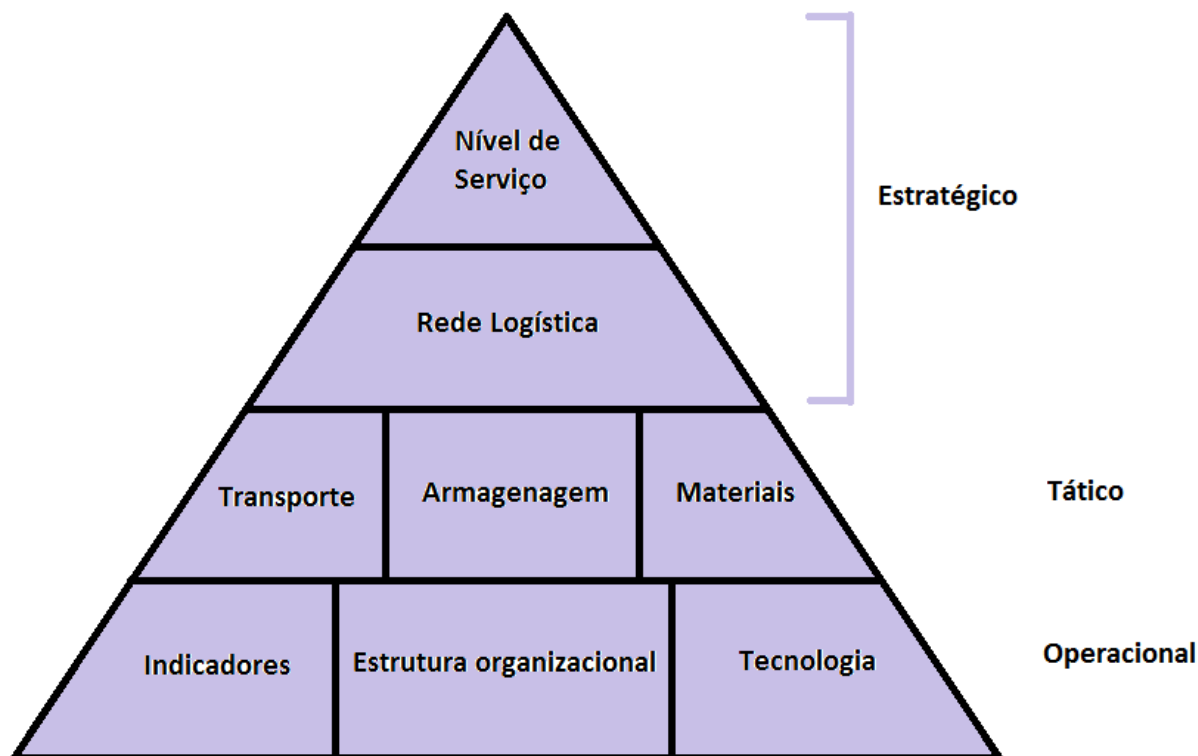 Nível de
Serviço
Estratégico
Rede Logística
Transporte
Armagenagem
Materiais
Tático
Indicadores
Estrutura organizacional
Tecnologia
Operacional